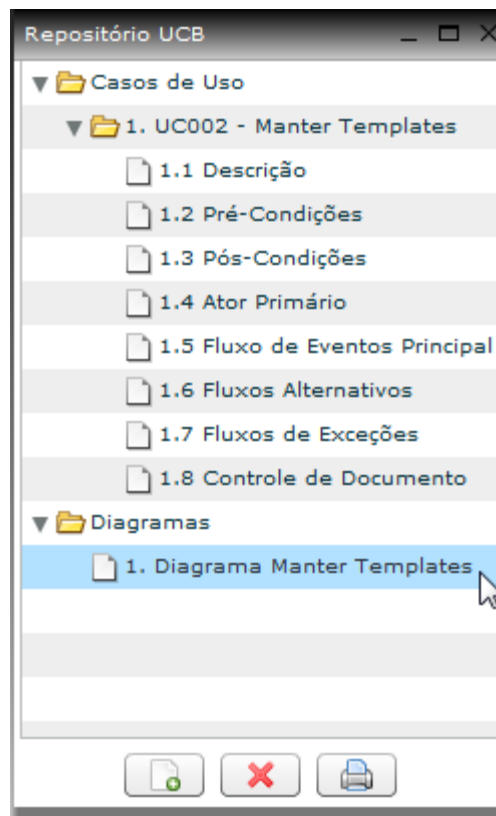 Repositório UCB
Casos de Uso
1. UC002 - Manter Templates
1.1 Descrição
1.2 Pré-Condições
1.3 Pós-Condições
1.4 Ator Primário
1.5 Fluxo de Eventos Principal
1.6 Fluxos Alternativos
1.7 Fluxos de Exceções
1.8 Controle de Documento
Diagramas
1. Diagrama Manter Templates